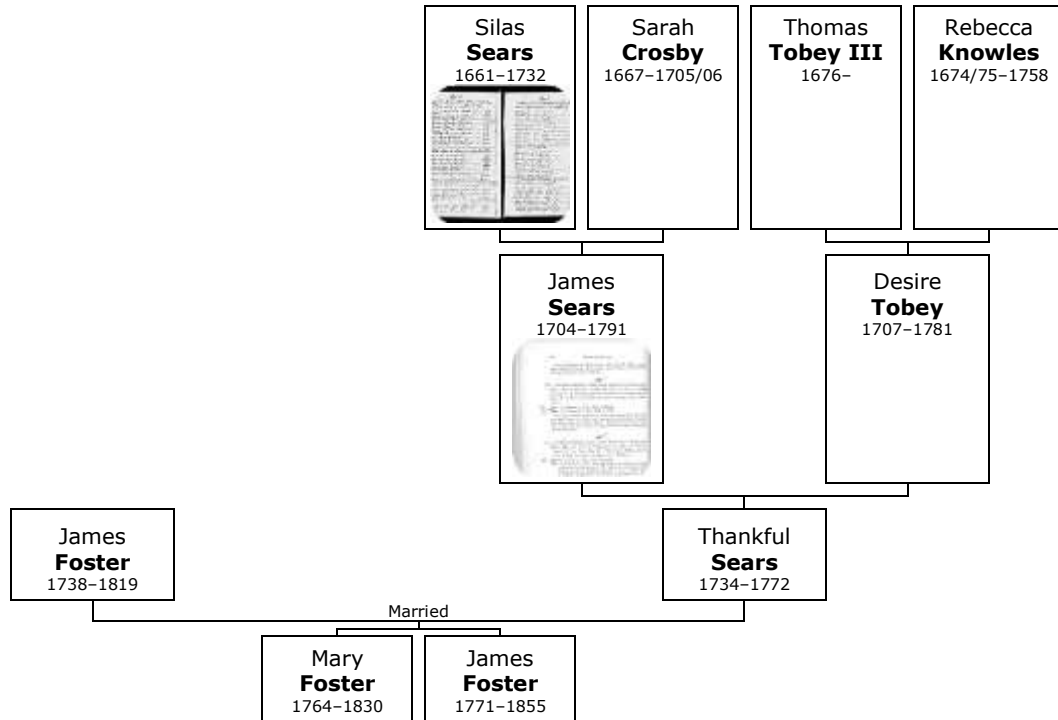 Silas
Sears
1661–1732
Sarah
Crosby
1667–1705/06
Thomas
Tobey III
1676–
Rebecca
Knowles
1674/75–1758
James
Sears
1704–1791
Desire
Tobey
1707–1781
James
Foster
1738–1819
Thankful
Sears
1734–1772
Married
Mary
Foster
1764–1830
James
Foster
1771–1855